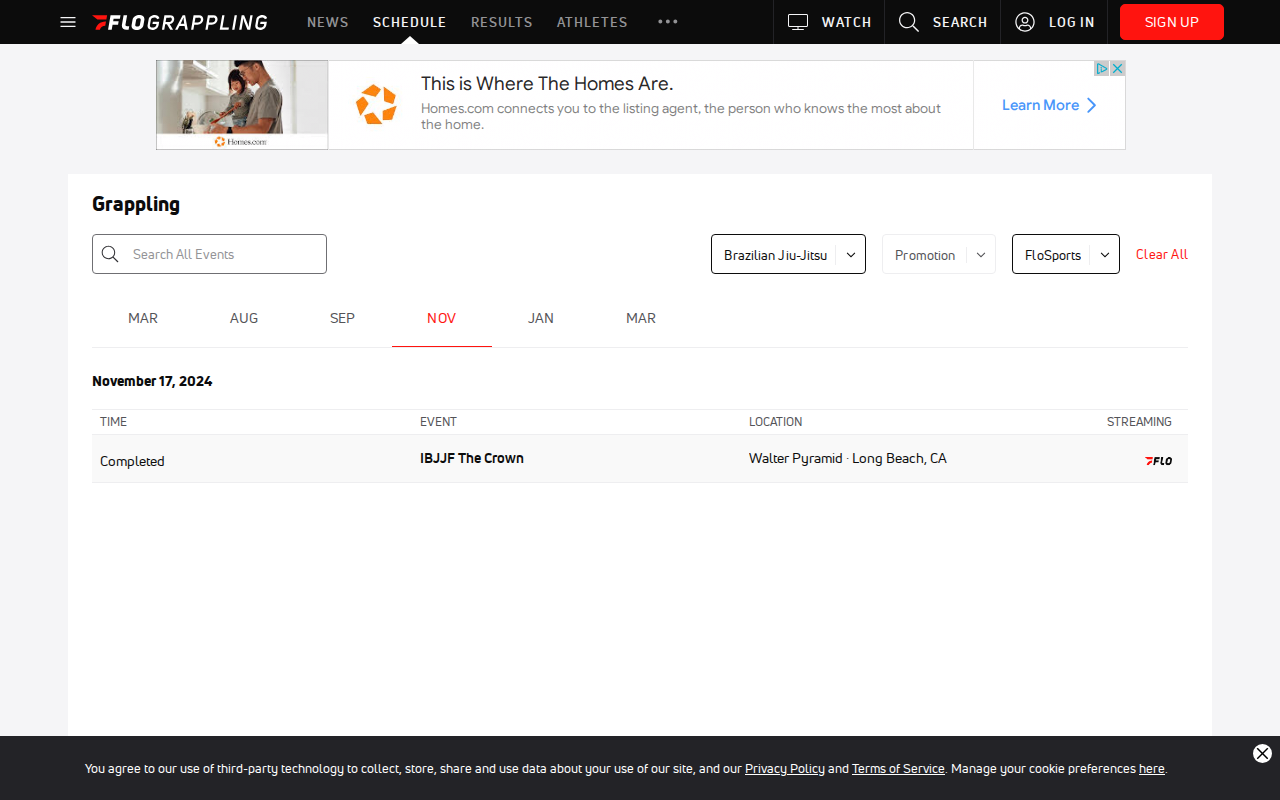 FLOGRAPPLING NEWS SCHEDULE RESULTS ATHLETES WATCH SEARCH LOG IN SIGN UP
This is Where The Homes Are.
Homes.com connects you to the listing agent, the person who knows the most about
the home.
Learn More
Homes.com
Grappling
Search All Events Brazilian Jiu-Jitsu Promotion FloSports Clear All
MAR AUG SEP NOV JAN MAR
November 17, 2024
TIME EVENT LOCATION STREAMING
Completed IBJJF The Crown Walter Pyramid · Long Beach, CA FLO
You agree to our use of third-party technology to collect, store, share and use data about your use of our site, and our Privacy Policy and Terms of Service. Manage your cookie preferences here.